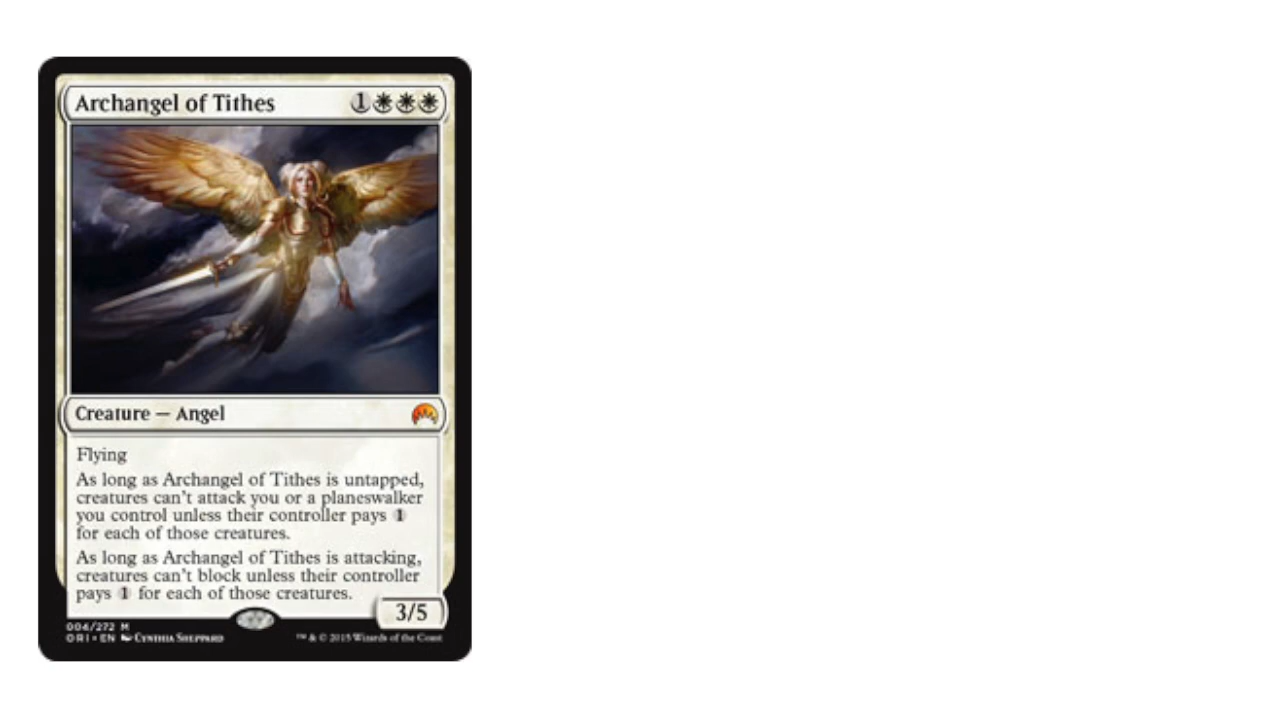 Archangel of Tithes 1
Creature — Angel
Flying
As long as Archangel of Tithes is untapped,
creatures can't attack you or a planeswalker
you control unless their controller pays 1
for each of those creatures.
As long as Archangel of Tithes is attacking,
creatures can't block unless their controller
pays 1 for each of those creatures.
3/5
004/272 M
ORI • EN Cynthia Sheppard
™ & © 2015 Wizards of the Coast